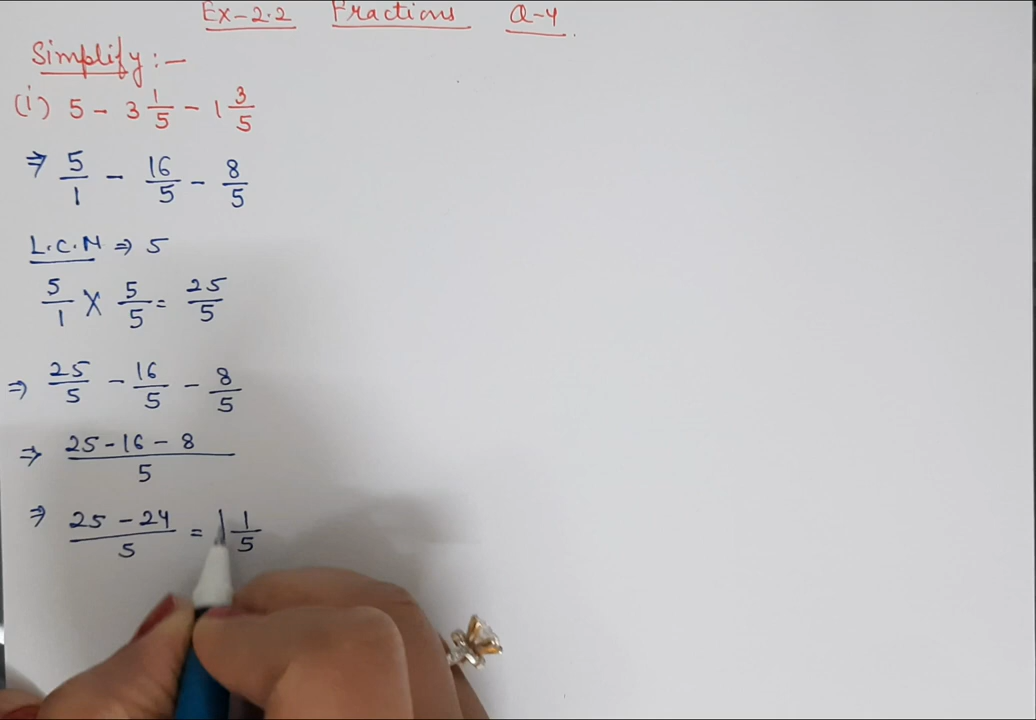 Ex-2.2 Fractions Q-4.
Simplify:-
(i) 5 - 3 1/5 - 1 3/5
⇒ 5/1 - 16/5 - 8/5
L.C.M ⇒ 5
5/1 X 5/5 = 25/5
⇒ 25/5 - 16/5 - 8/5
⇒ 25-16-8/5
⇒ 25-24/5 = | 1/5